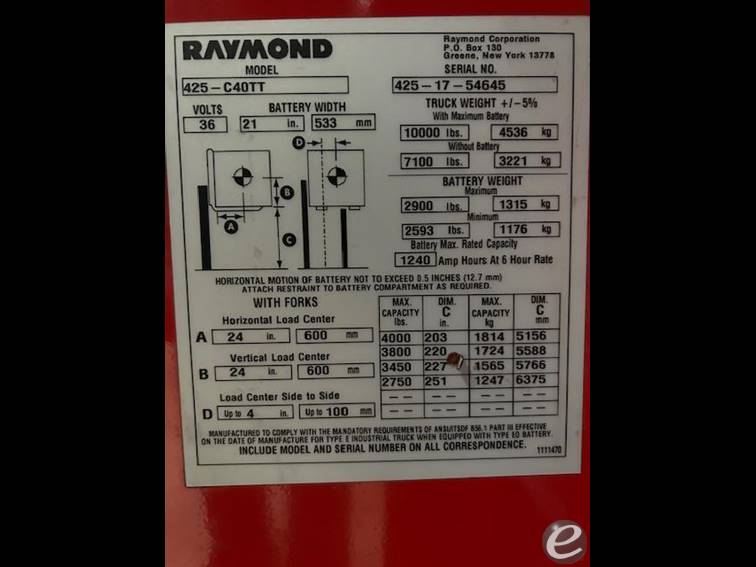 RAYMOND
Raymond Corporation
P.O. Box 130
Greene, New York 13778
MODEL
425-C40TT
SERIAL NO.
425-17-54645
VOLTS
36
BATTERY WIDTH
21 in. 533 mm
TRUCK WEIGHT +/-5%
With Maximum Battery
10000 lbs. 4536 kg
Without Battery
7100 lbs. 3221 kg
BATTERY WEIGHT
Maximum
2900 lbs. 1315 kg
Minimum
2593 lbs. 1176 kg
Battery Max. Rated Capacity
1240 Amp Hours At 6 Hour Rate
A
B
C
D
HORIZONTAL MOTION OF BATTERY NOT TO EXCEED 0.5 INCHES (12.7 mm)
ATTACH RESTRAINT TO BATTERY COMPARTMENT AS REQUIRED.
WITH FORKS
Horizontal Load Center
A 24 in. 600 mm
Vertical Load Center
B 24 in. 600 mm
Load Center Side to Side
D Up to 4 in. Up to 100 mm
MAX. CAPACITY lbs. DIM. C in. MAX. CAPACITY kg DIM. C mm
4000 203 1814 5156
3800 220 1724 5588
3450 227 1565 5766
2750 251 1247 6375
-- -- -- --
-- -- -- --
MANUFACTURED TO COMPLY WITH THE MANDATORY REQUIREMENTS OF ANSI/ITSDF B56.1 PART III EFFECTIVE
ON THE DATE OF MANUFACTURE FOR TYPE E INDUSTRIAL TRUCK WHEN EQUIPPED WITH TYPE EO BATTERY.
INCLUDE MODEL AND SERIAL NUMBER ON ALL CORRESPONDENCE.
1111470
e